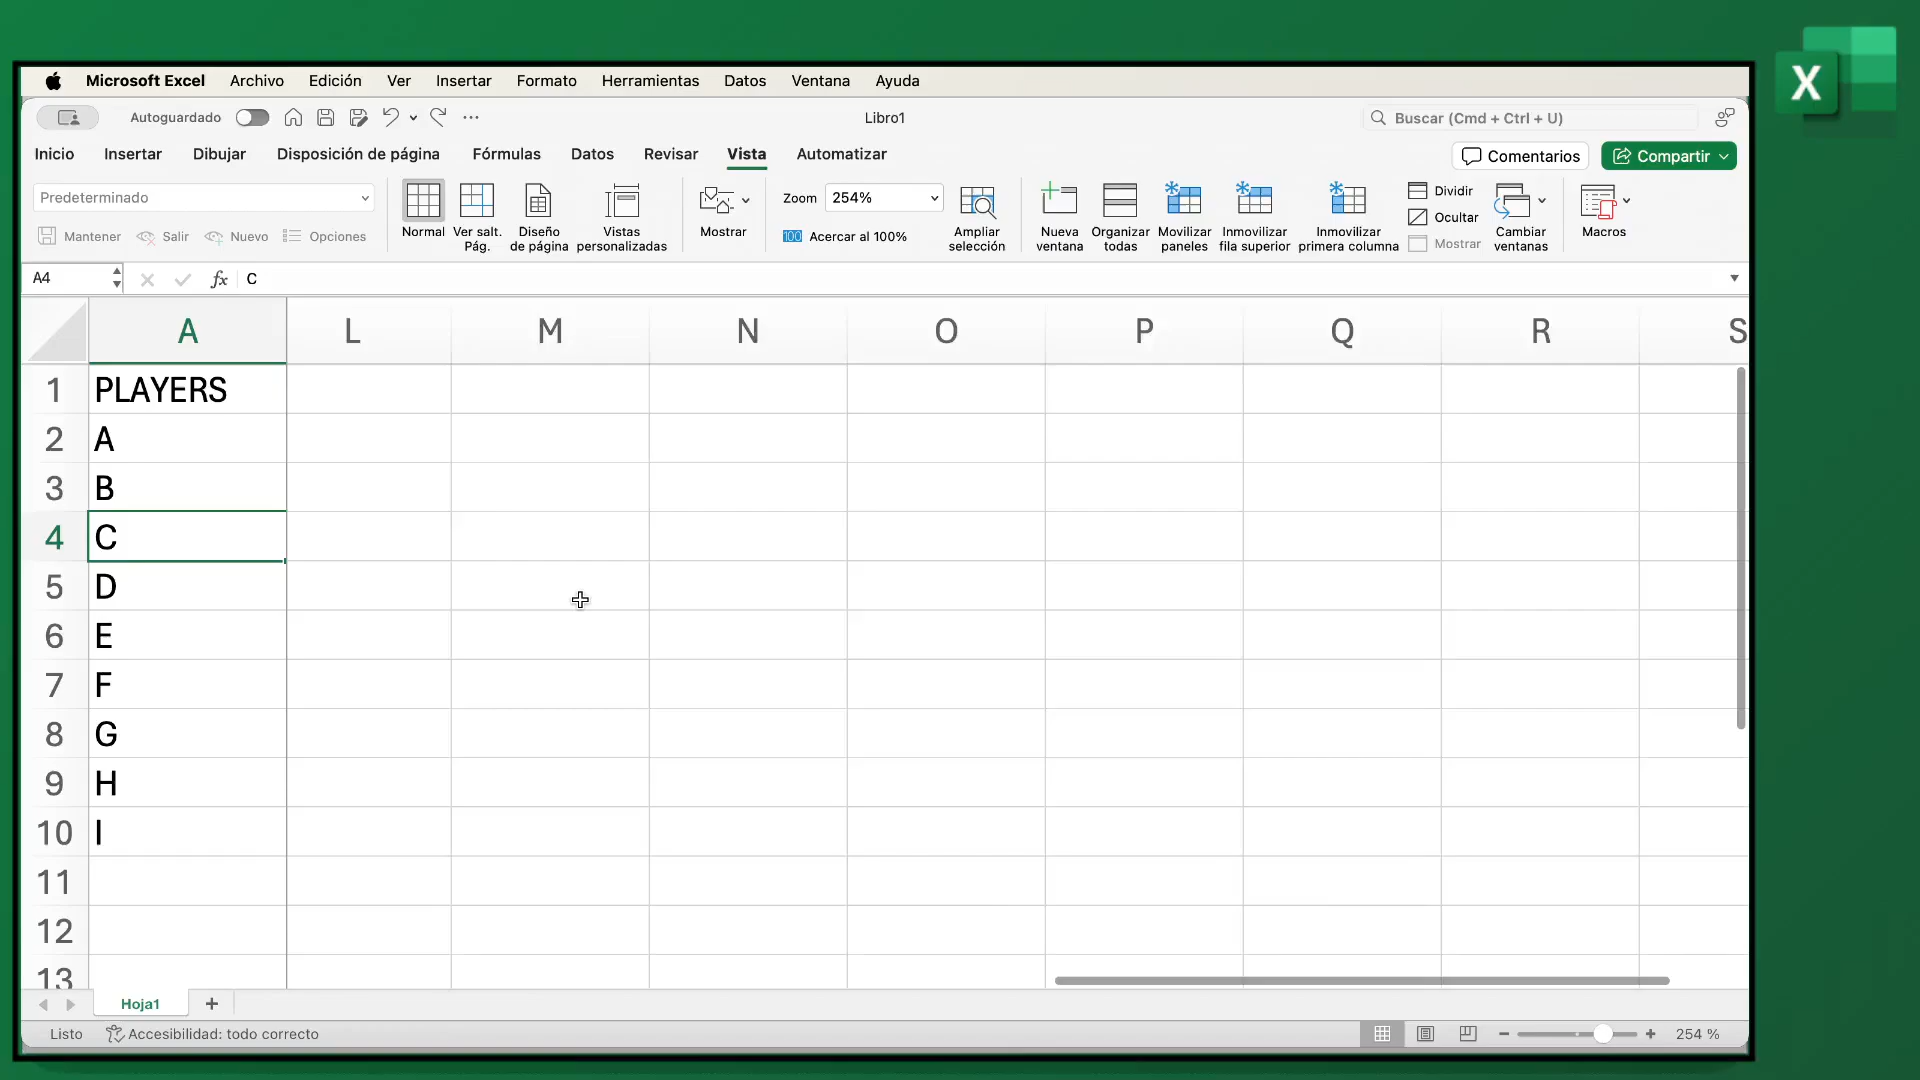 Microsoft Excel Archivo Edición Ver Insertar Formato Herramientas Datos Ventana Ayuda
Autoguardado Libro1 Buscar (Cmd + Ctrl + U)
Inicio Insertar Dibujar Disposición de página Fórmulas Datos Revisar Vista Automatizar Comentarios Compartir
Predeterminado
Mantener Salir Nuevo Opciones
Normal
Ver salt. Pág.
Diseño de página
Vistas personalizadas
Mostrar
Zoom 254%
100 Acercar al 100%
Ampliar selección
Nueva ventana
Organizar todas
Movilizar paneles
Inmovilizar fila superior
Inmovilizar primera columna
Dividir
Ocultar
Mostrar
Cambiar ventanas
Macros
A4 fx C
A L M N O P Q R S
1 PLAYERS
2 A
3 B
4 C
5 D
6 E
7 F
8 G
9 H
10 I
11
12
13
Hoja1 +
Listo Accesibilidad: todo correcto 254 %
X